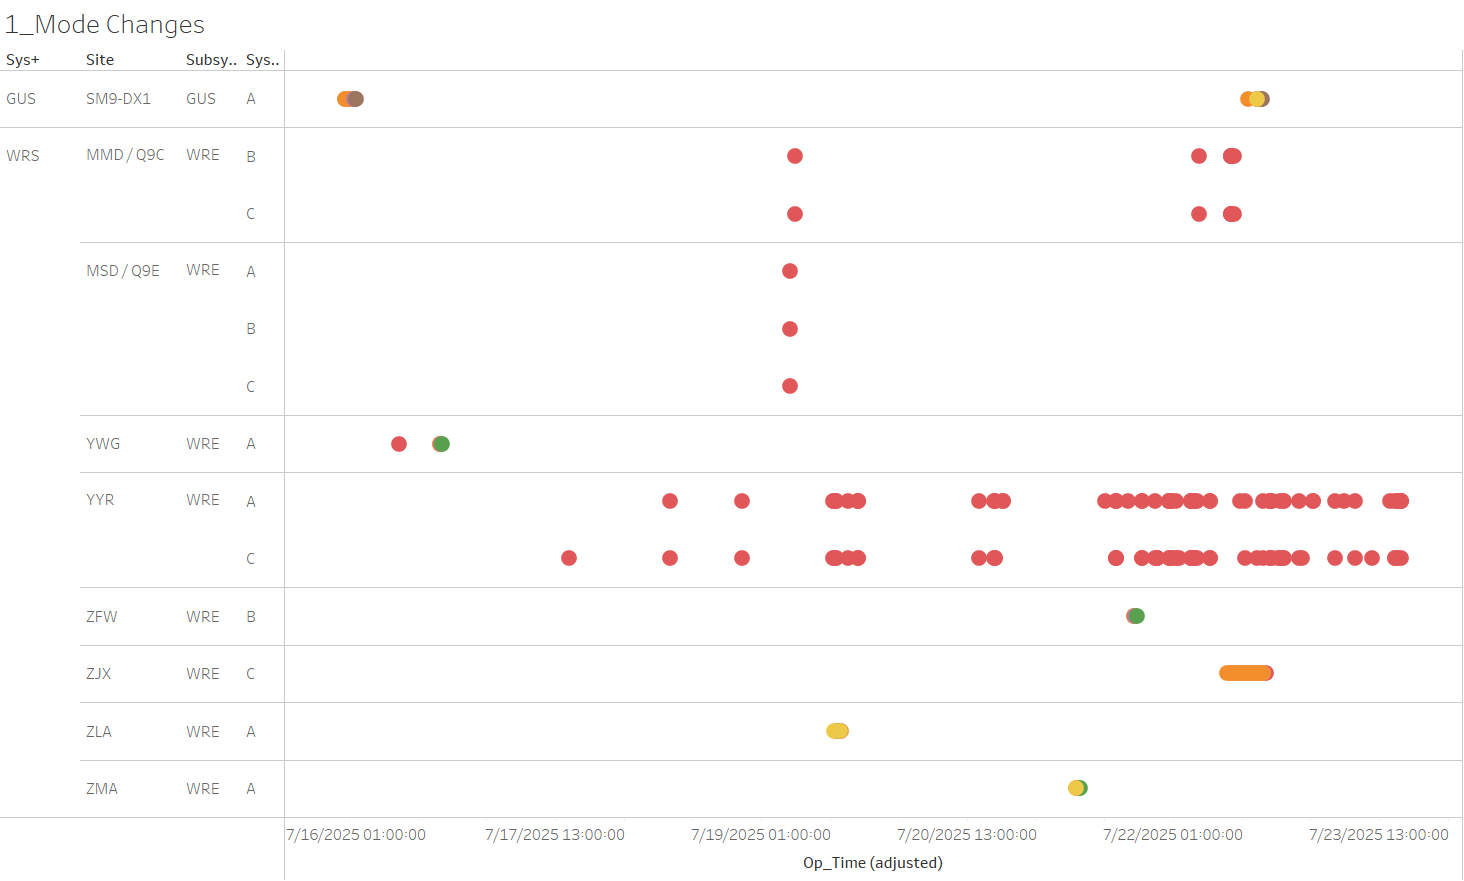 1_Mode Changes
Sys+ Site Subsy.. Sys..
GUS SM9-DX1 GUS A
WRS MMD / Q9C WRE B
C
MSD / Q9E WRE A
B
C
YWG WRE A
YYR WRE A
C
ZFW WRE B
ZJX WRE C
ZLA WRE A
ZMA WRE A
7/16/2025 01:00:00 7/17/2025 13:00:00 7/19/2025 01:00:00 7/20/2025 13:00:00 7/22/2025 01:00:00 7/23/2025 13:00:00
Op_Time (adjusted)